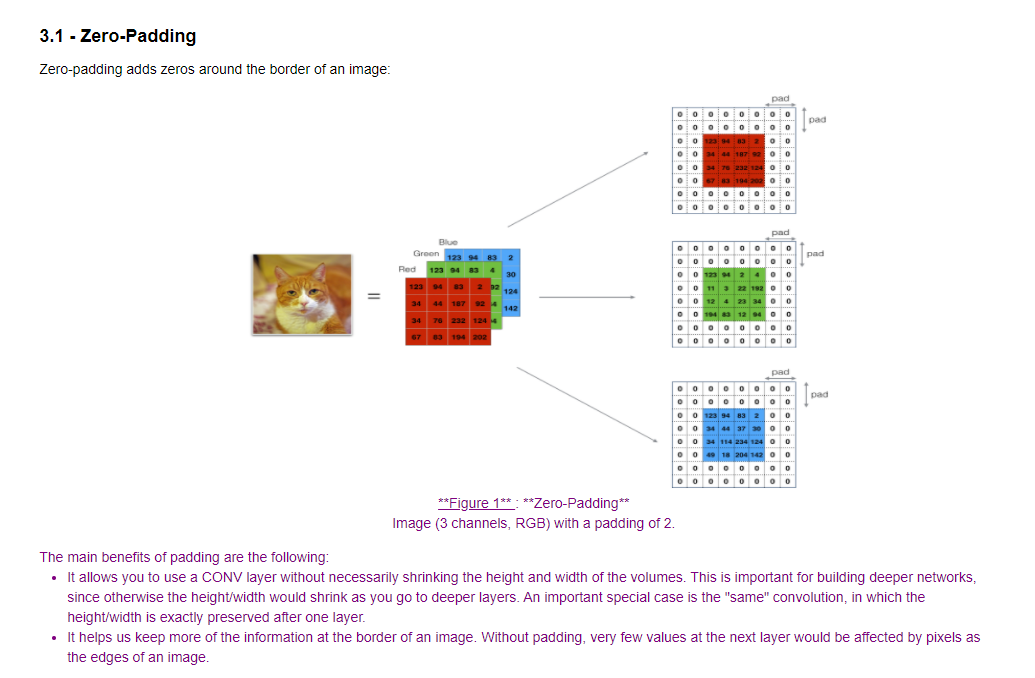 3.1 - Zero-Padding
Zero-padding adds zeros around the border of an image:
pad
pad
0 0 0 0 0 0 0 0
0 0 0 0 0 0 0 0
0 0 123 94 83 2 0 0
0 0 34 44 187 92 0 0
0 0 34 76 232 124 0 0
0 0 67 83 194 202 0 0
0 0 0 0 0 0 0 0
0 0 0 0 0 0 0 0
pad
pad
0 0 0 0 0 0 0 0
0 0 0 0 0 0 0 0
0 0 123 94 2 4 0 0
0 0 11 3 22 192 0 0
0 0 12 4 23 34 0 0
0 0 194 83 12 94 0 0
0 0 0 0 0 0 0 0
0 0 0 0 0 0 0 0
Blue
Green
Red
123 94 83 2
30
124
142
123 94 83 4
92
4
4
123 94 83 2
34 44 187 92
34 76 232 124
67 83 194 202
=
pad
pad
0 0 0 0 0 0 0 0
0 0 0 0 0 0 0 0
0 0 123 94 83 2 0 0
0 0 34 44 37 30 0 0
0 0 34 114 234 124 0 0
0 0 49 18 204 142 0 0
0 0 0 0 0 0 0 0
0 0 0 0 0 0 0 0
**Figure 1** : **Zero-Padding**
Image (3 channels, RGB) with a padding of 2.
The main benefits of padding are the following:
• It allows you to use a CONV layer without necessarily shrinking the height and width of the volumes. This is important for building deeper networks,
since otherwise the height/width would shrink as you go to deeper layers. An important special case is the "same" convolution, in which the
height/width is exactly preserved after one layer.
• It helps us keep more of the information at the border of an image. Without padding, very few values at the next layer would be affected by pixels as
the edges of an image.